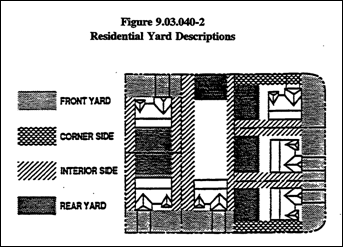 Figure 9.03.040-2
Residential Yard Descriptions
FRONT YARD
CORNER SIDE
INTERIOR SIDE
REAR YARD